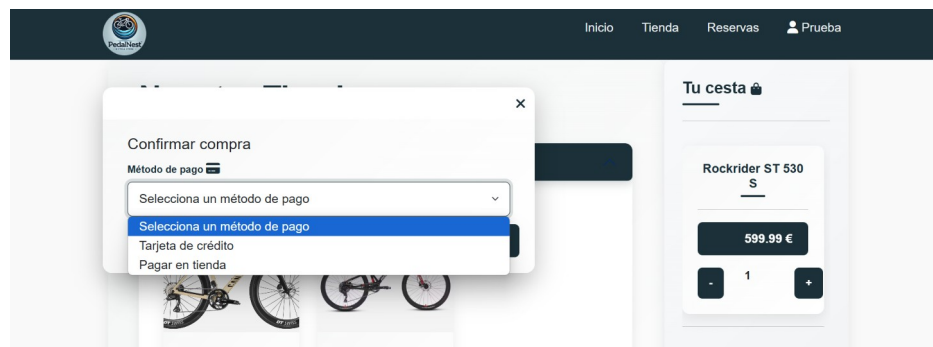 PedalNest
Inicio
Tienda
Reservas
Prueba
Confirmar compra
Método de pago
Selecciona un método de pago
Selecciona un método de pago
Tarjeta de crédito
Pagar en tienda
Tu cesta
Rockrider ST 530
S
599.99 €
-
1
+